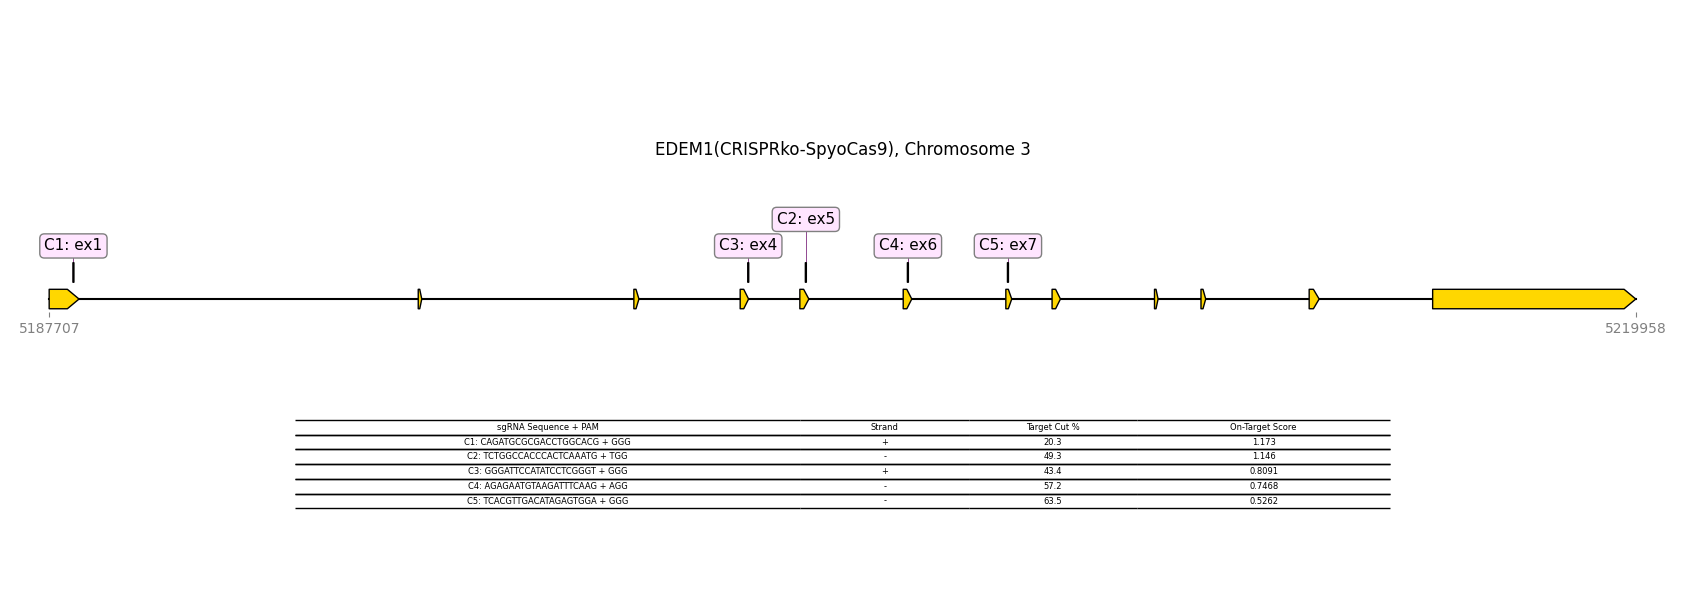 EDEM1(CRISPRko-SpyoCas9), Chromosome 3
C2: ex5
C1: ex1 C3: ex4 C4: ex6 C5: ex7
5187707 5219958
sgRNA Sequence + PAM Strand Target Cut % On-Target Score
C1: CAGATGCGCGACCTGGCACG + GGG + 20.3 1.173
C2: TCTGGCCACCCACTCAAATG + TGG - 49.3 1.146
C3: GGGATTCCATATCCTCGGGT + GGG + 43.4 0.8091
C4: AGAGAATGTAAGATTTCAAG + AGG - 57.2 0.7468
C5: TCACGTTGACATAGAGTGGA + GGG - 63.5 0.5262